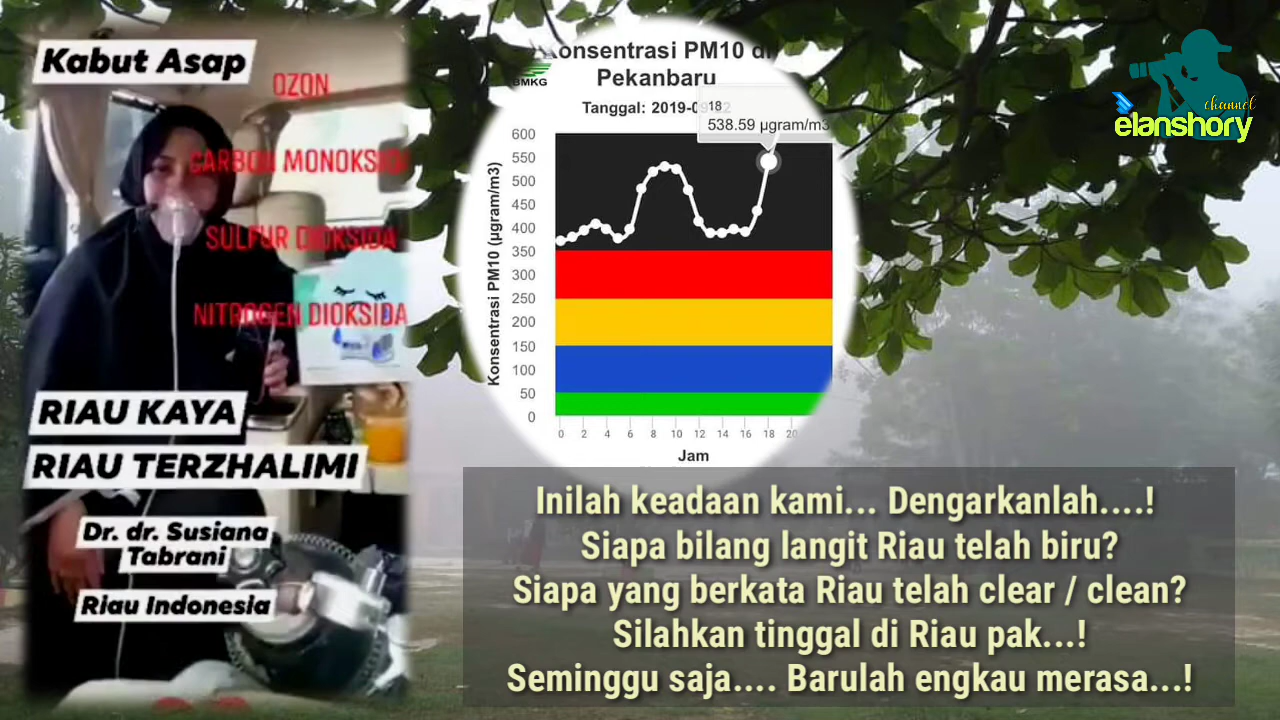 Kabut Asap
OZON
CARBON MONOKSID
SULFUR DIOKSIDA
NITROGEN DIOKSIDA
RIAU KAYA
RIAU TERZHALIMI
Dr. dr. Susiana
Tabrani
Riau Indonesia
onsentrasi PM10 di
Pekanbaru
BMKG
Tanggal: 2019-0
18
538.59 µgram/m3
Konsentrasi PM10 (µgram/m3)
600
550
500
450
400
350
300
250
200
150
100
50
0
0 2 4 6 8 10 12 14 16 18 20
Jam
channel
elanshory
Inilah keadaan kami... Dengarkanlah....!
Siapa bilang langit Riau telah biru?
Siapa yang berkata Riau telah clear / clean?
Silahkan tinggal di Riau pak...!
Seminggu saja.... Barulah engkau merasa...!